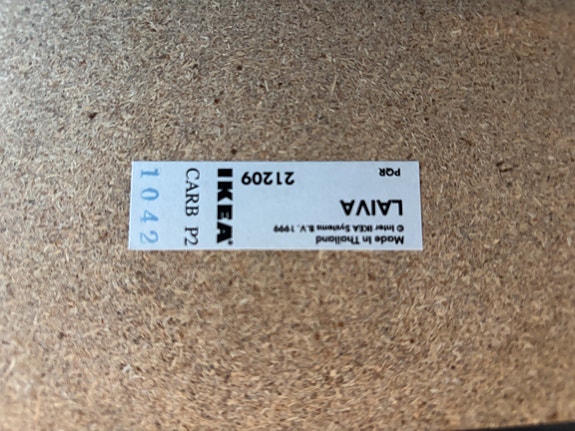 Made in Thailand
© Inter IKEA Systems B.V. 1999
LAIVA
PQR
21209
IKEA®
CARB P2
1042